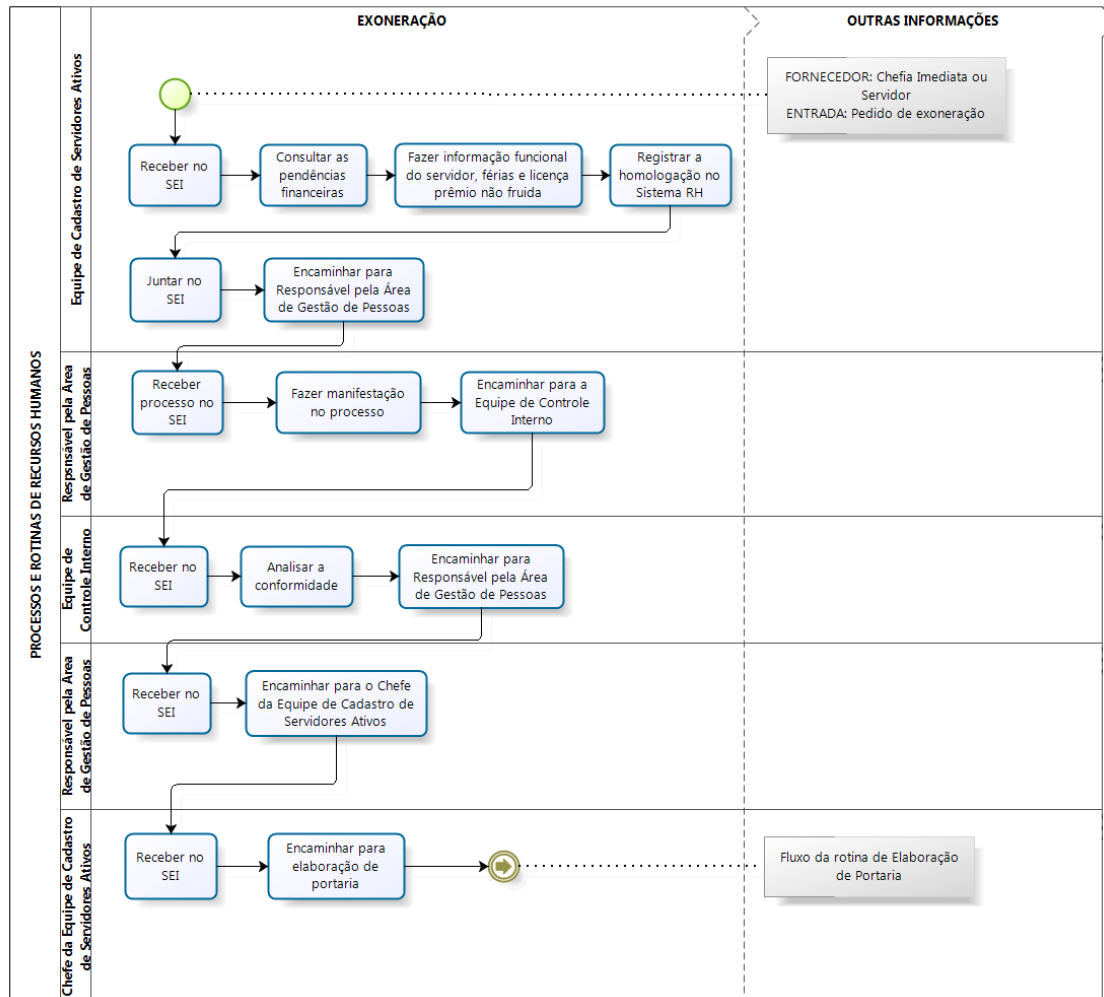 EXONERAÇÃO
OUTRAS INFORMAÇÕES
PROCESSOS E ROTINAS DE RECURSOS HUMANOS
Equipe de Cadastro de Servidores Ativos
FORNECEDOR: Chefia Imediata ou
Servidor
ENTRADA: Pedido de exoneração
Receber no
SEI
Consultar as
pendências
financeiras
Fazer informação funcional
do servidor, férias e licença
prêmio não fruida
Registrar a
homologação no
Sistema RH
Juntar no
SEI
Encaminhar para
Responsável pela Área
de Gestão de Pessoas
Respsnsável pela Área
de Gestão de Pessoas
Receber
processo no
SEI
Fazer manifestação
no processo
Encaminhar para a
Equipe de Controle
Interno
Equipe de
Controle Interno
Receber no
SEI
Analisar a
conformidade
Encaminhar para
Responsável pela Área
de Gestão de Pessoas
Responsável pela Área
de Gestão de Pessoas
Receber no
SEI
Encaminhar para o Chefe
da Equipe de Cadastro de
Servidores Ativos
Chefe da Equipe de Cadastro
de Servidores Ativos
Receber no
SEI
Encaminhar para
elaboração de
portaria
Fluxo da rotina de Elaboração
de Portaria